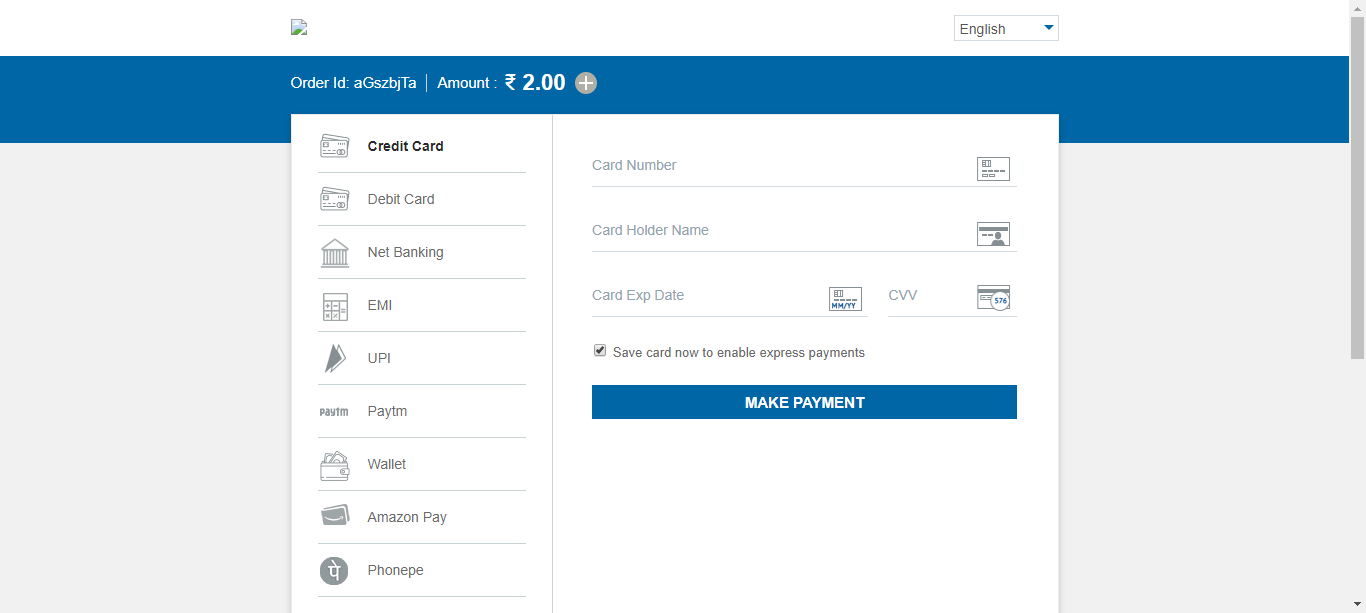 English
Order Id: aGszbjTa | Amount : ₹ 2.00
Credit Card
Debit Card
Net Banking
EMI
UPI
paytm Paytm
Wallet
Amazon Pay
पे Phonepe
Card Number
Card Holder Name
Card Exp Date MM/YY CVV 576
Save card now to enable express payments
MAKE PAYMENT